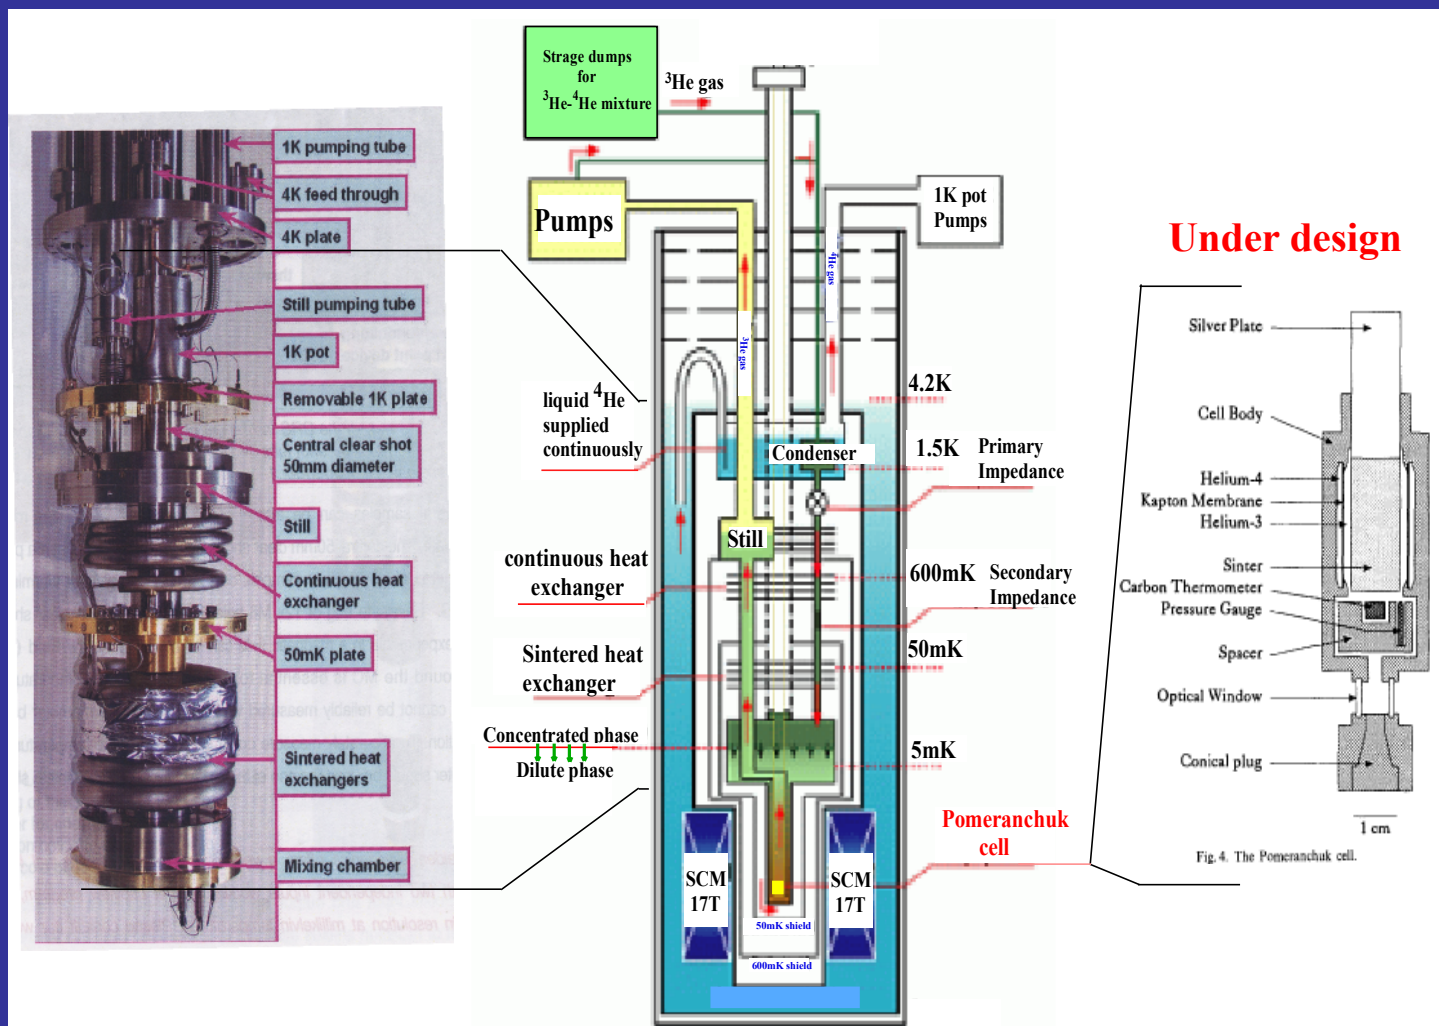 1K pumping tube
4K feed through
4K plate
Still pumping tube
1K pot
Removable 1K plate
Central clear shot
50mm diameter
Still
Continuous heat
exchanger
50mK plate
Sintered heat
exchangers
Mixing chamber
resolution at millikelvin
Strage dumps
for
³He-⁴He mixture
³He gas
Pumps
1K pot
Pumps
³He gas
⁴He gas
liquid ⁴He
supplied
continuously
4.2K
Condenser
1.5K
Primary
Impedance
Still
continuous heat
exchanger
600mK
Secondary
Impedance
Sintered heat
exchanger
50mK
Concentrated phase
Dilute phase
5mK
Pomeranchuk
cell
SCM
17T
SCM
17T
50mK shield
600mK shield
Under design
Silver Plate
Cell Body
Helium-4
Kapton Membrane
Helium-3
Sinter
Carbon Thermometer
Pressure Gauge
Spacer
Optical Window
Conical plug
1 cm
Fig. 4. The Pomeranchuk cell.